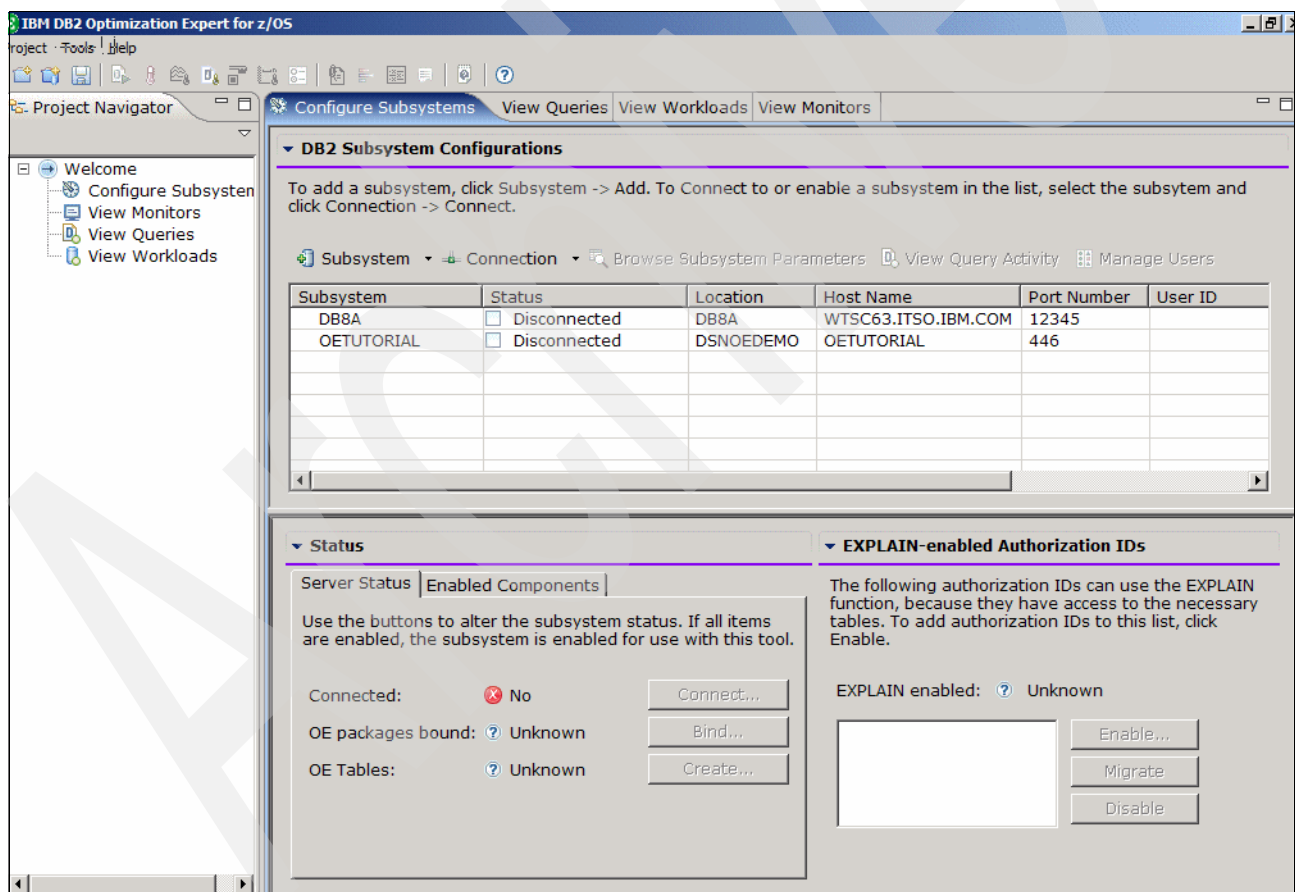 IBM DB2 Optimization Expert for z/OS
roject Tools Help
Project Navigator
Configure Subsystems View Queries View Workloads View Monitors
Welcome
Configure Subsysten
View Monitors
View Queries
View Workloads
DB2 Subsystem Configurations
To add a subsystem, click Subsystem -> Add. To Connect to or enable a subsystem in the list, select the subsytem and
click Connection -> Connect.
Subsystem Connection Browse Subsystem Parameters View Query Activity Manage Users
Subsystem Status Location Host Name Port Number User ID
DB8A Disconnected DB8A WTSC63.ITSO.IBM.COM 12345
OETUTORIAL Disconnected DSNOEDEMO OETUTORIAL 446
Status
Server Status Enabled Components
Use the buttons to alter the subsystem status. If all items
are enabled, the subsystem is enabled for use with this tool.
Connected: No Connect...
OE packages bound: Unknown Bind...
OE Tables: Unknown Create...
EXPLAIN-enabled Authorization IDs
The following authorization IDs can use the EXPLAIN
function, because they have access to the necessary
tables. To add authorization IDs to this list, click
Enable.
EXPLAIN enabled: Unknown
Enable...
Migrate
Disable